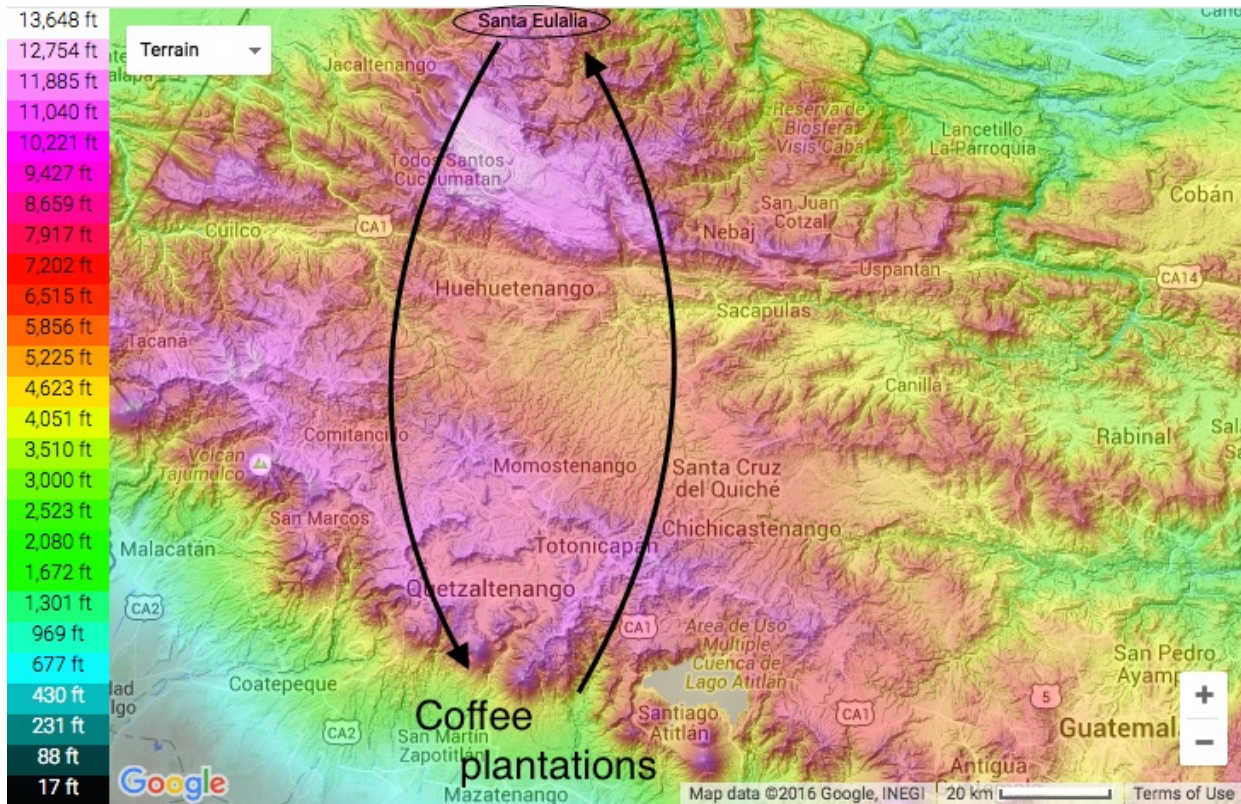 13,648 ft
12,754 ft
11,885 ft
11,040 ft
10,221 ft
9,427 ft
8,659 ft
7,917 ft
7,202 ft
6,515 ft
5,856 ft
5,225 ft
4,623 ft
4,051 ft
3,510 ft
3,000 ft
2,523 ft
2,080 ft
1,672 ft
1,301 ft
969 ft
677 ft
430 ft
231 ft
88 ft
17 ft
Terrain
Santa Eulalia
Jacaltenango
Reserva de
Biosfera
Visis Cabá
Lancetillo
La Parroquia
Todos Santos
Cuchumatan
Cobán
San Juan
Cotzal
Nebaj
Cuilco
CA1
Uspantan
CA14
Huehuetenango
Sacapulas
Tacaná
Canillá
Comitancillo
Rabinal
Volcan
Tajumulco
Momostenango
Santa Cruz
del Quiché
San Marcos
Chichicastenango
Malacatán
Totonicapán
Quetzaltenango
CA2
CA1
Area de Uso
Multiple
Cuenca de
Lago Atitlán
San Pedro
Ayamp
Coatepeque
5
Coffee
plantations
CA2
San Martín
Zapotitlán
Santiago
Atitlán
CA1
Guatemala
+
−
Antigua
Mazatenango
Google
Map data ©2016 Google, INEGI
20 km
Terms of Use